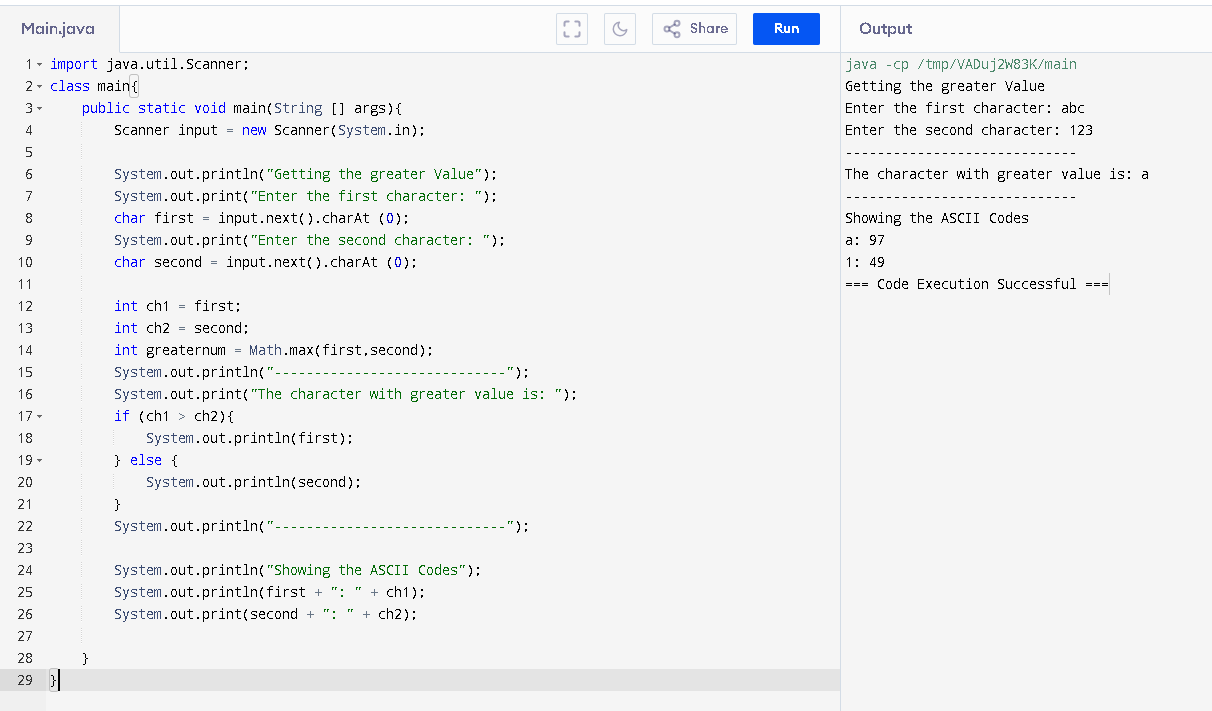 Main.java
Share
Run
Output
1 import java.util.Scanner;
2 class main{
3     public static void main(String [] args){
4         Scanner input = new Scanner(System.in);
5
6         System.out.println("Getting the greater Value");
7         System.out.print("Enter the first character: ");
8         char first = input.next().charAt (0);
9         System.out.print("Enter the second character: ");
10         char second = input.next().charAt (0);
11
12         int ch1 = first;
13         int ch2 = second;
14         int greaternum = Math.max(first,second);
15         System.out.println("-----------------------------");
16         System.out.print("The character with greater value is: ");
17         if (ch1 > ch2){
18             System.out.println(first);
19         } else {
20             System.out.println(second);
21         }
22         System.out.println("-----------------------------");
23
24         System.out.println("Showing the ASCII Codes");
25         System.out.println(first + ": " + ch1);
26         System.out.print(second + ": " + ch2);
27
28     }
29 }
java -cp /tmp/VADuj2W83K/main
Getting the greater Value
Enter the first character: abc
Enter the second character: 123
-----------------------------
The character with greater value is: a
-----------------------------
Showing the ASCII Codes
a: 97
1: 49
=== Code Execution Successful ===